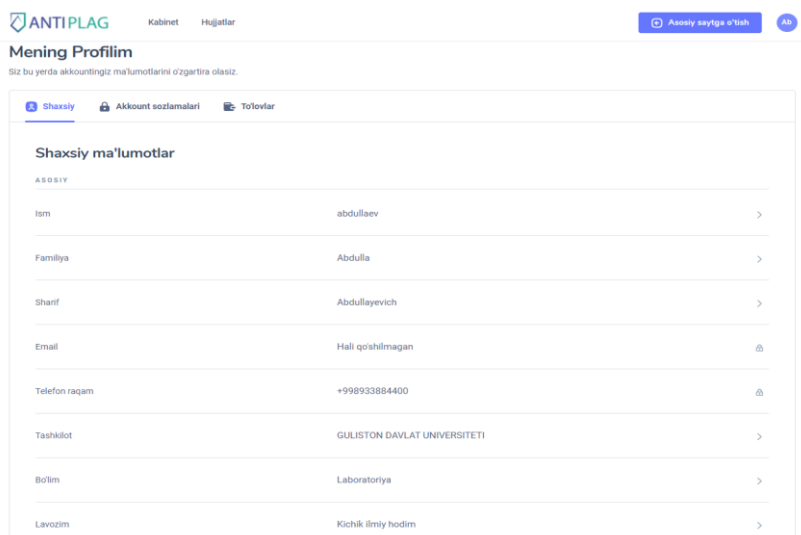 ANTIPLAG Kabinet Hujjatlar Asosiy saytga o'tish Ab
Mening Profilim
Siz bu yerda akkountingiz ma'lumotlarini o'zgartira olasiz.
Shaxsiy Akkount sozlamalari To'lovlar
Shaxsiy ma'lumotlar
ASOSIY
Ism abdullaev
Familiya Abdulla
Sharif Abdullayevich
Email Hali qo'shilmagan
Telefon raqam +998933884400
Tashkilot GULISTON DAVLAT UNIVERSITETI
Bo'lim Laboratoriya
Lavozim Kichik ilmiy hodim